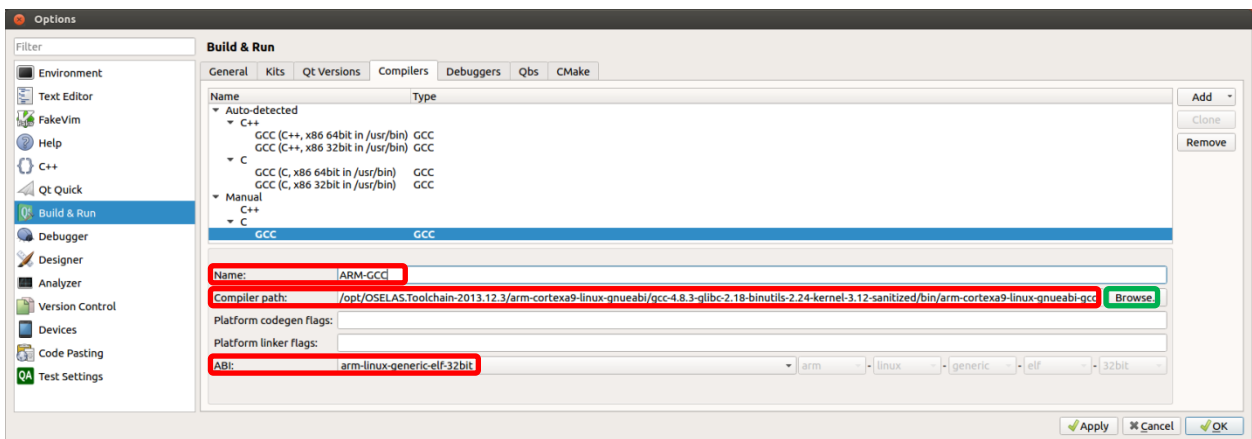 Options
Filter
Environment
Text Editor
FakeVim
Help
C++
Qt Quick
Build & Run
Debugger
Designer
Analyzer
Version Control
Devices
Code Pasting
QA Test Settings
Build & Run
General Kits Qt Versions Compilers Debuggers Qbs CMake
Name Type
Auto-detected
C++
GCC (C++, x86 64bit in /usr/bin) GCC
GCC (C++, x86 32bit in /usr/bin) GCC
C
GCC (C, x86 64bit in /usr/bin) GCC
GCC (C, x86 32bit in /usr/bin) GCC
Manual
C++
C
GCC GCC
Add
Clone
Remove
Name: ARM-GCC
Compiler path: /opt/OSELAS.Toolchain-2013.12.3/arm-cortexa9-linux-gnueabi/gcc-4.8.3-glibc-2.18-binutils-2.24-kernel-3.12-sanitized/bin/arm-cortexa9-linux-gnueabi-gcc Browse.
Platform codegen flags:
Platform linker flags:
ABI: arm-linux-generic-elf-32bit arm - linux - generic - elf - 32bit
Apply Cancel OK